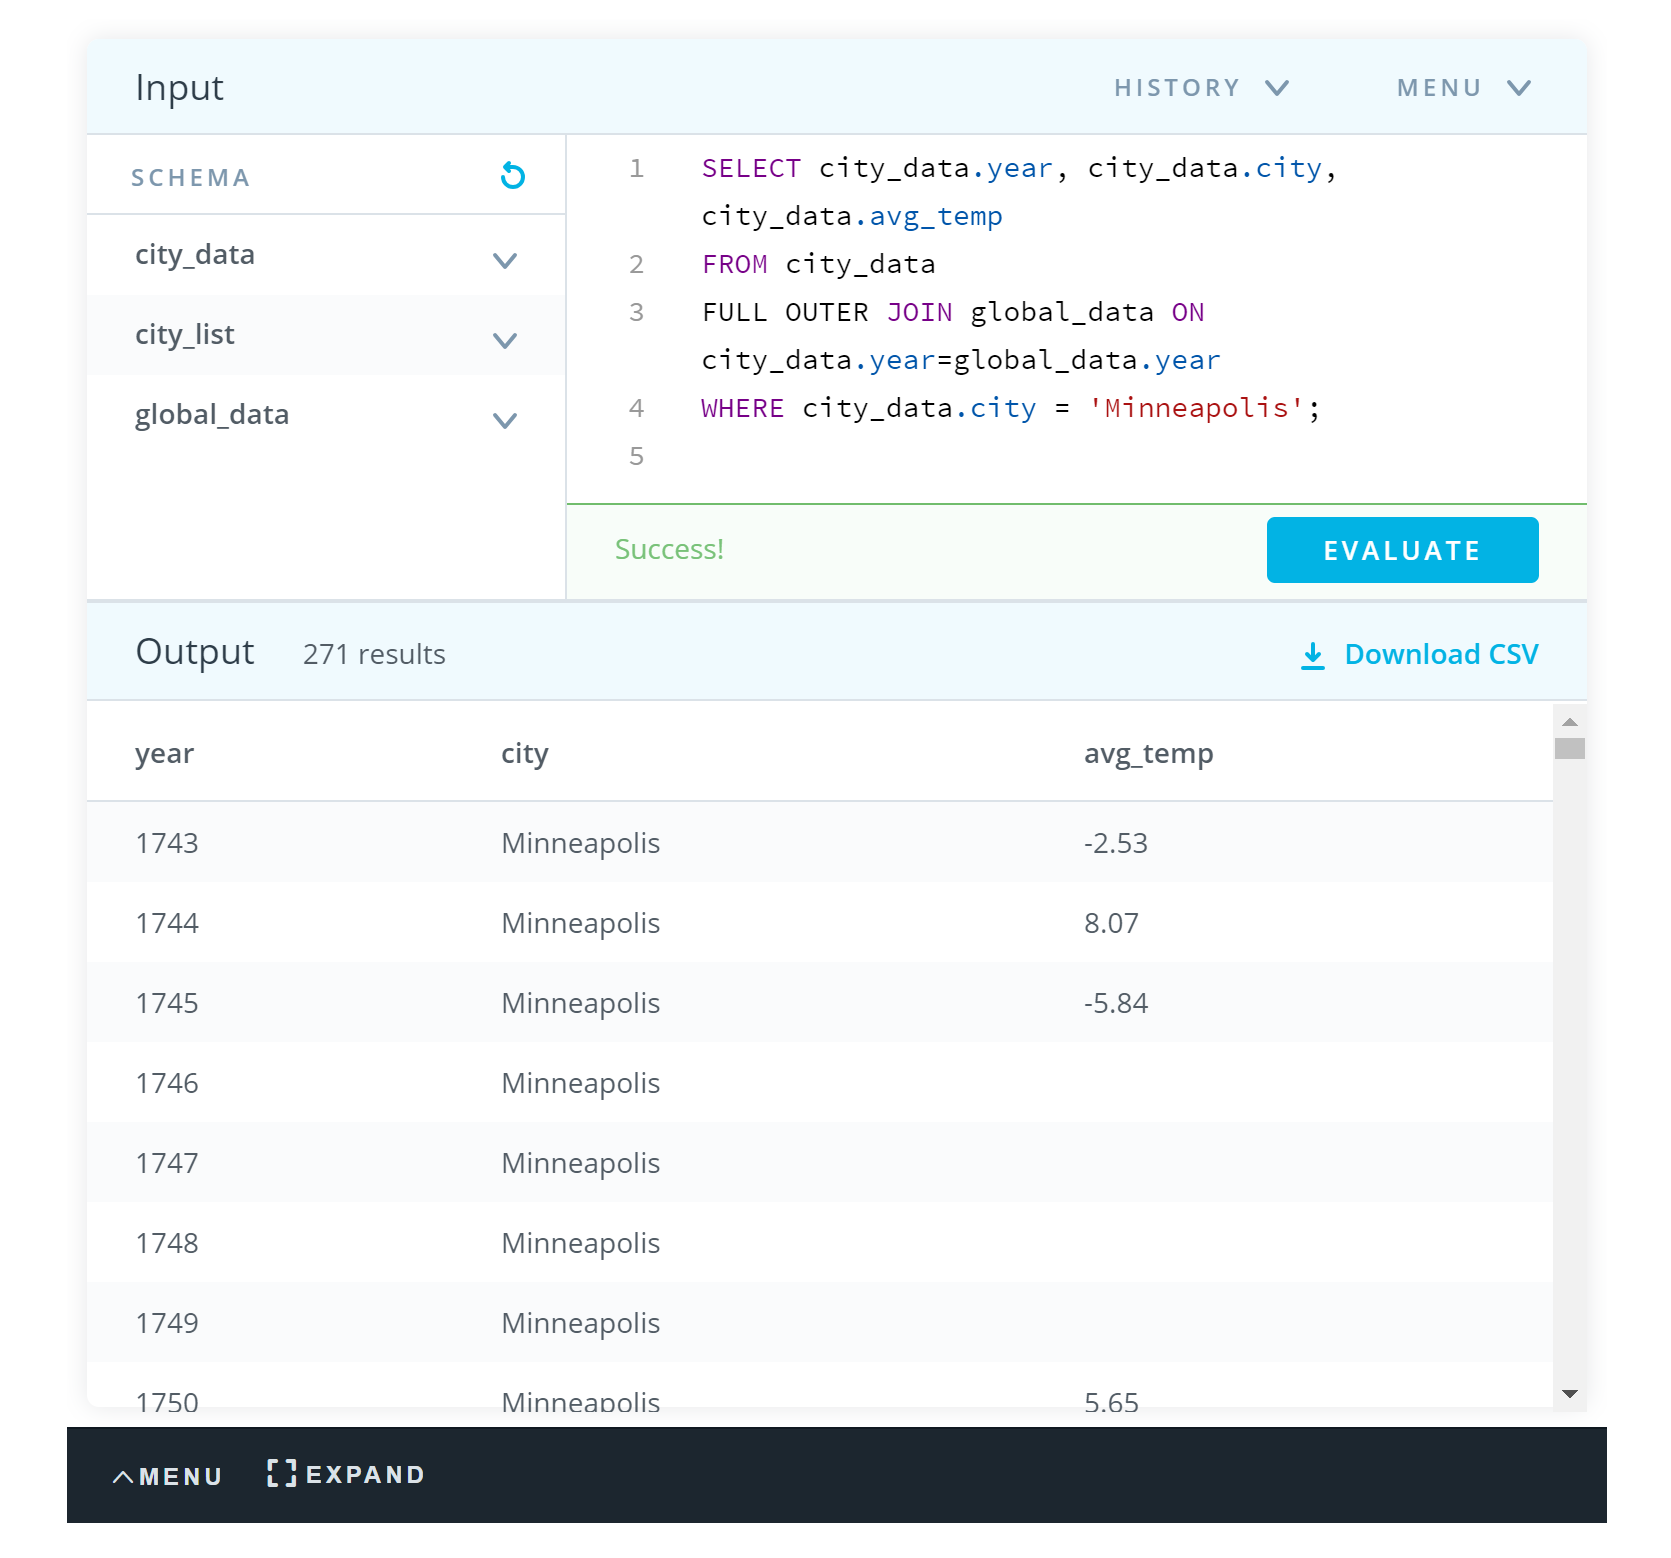 Input HISTORY MENU
SCHEMA
city_data
city_list
global_data
1 SELECT city_data.year, city_data.city,
city_data.avg_temp
2 FROM city_data
3 FULL OUTER JOIN global_data ON
city_data.year=global_data.year
4 WHERE city_data.city = 'Minneapolis';
5
Success! EVALUATE
Output 271 results Download CSV
year city avg_temp
1743 Minneapolis -2.53
1744 Minneapolis 8.07
1745 Minneapolis -5.84
1746 Minneapolis
1747 Minneapolis
1748 Minneapolis
1749 Minneapolis
1750 Minneapolis 5.65
MENU EXPAND